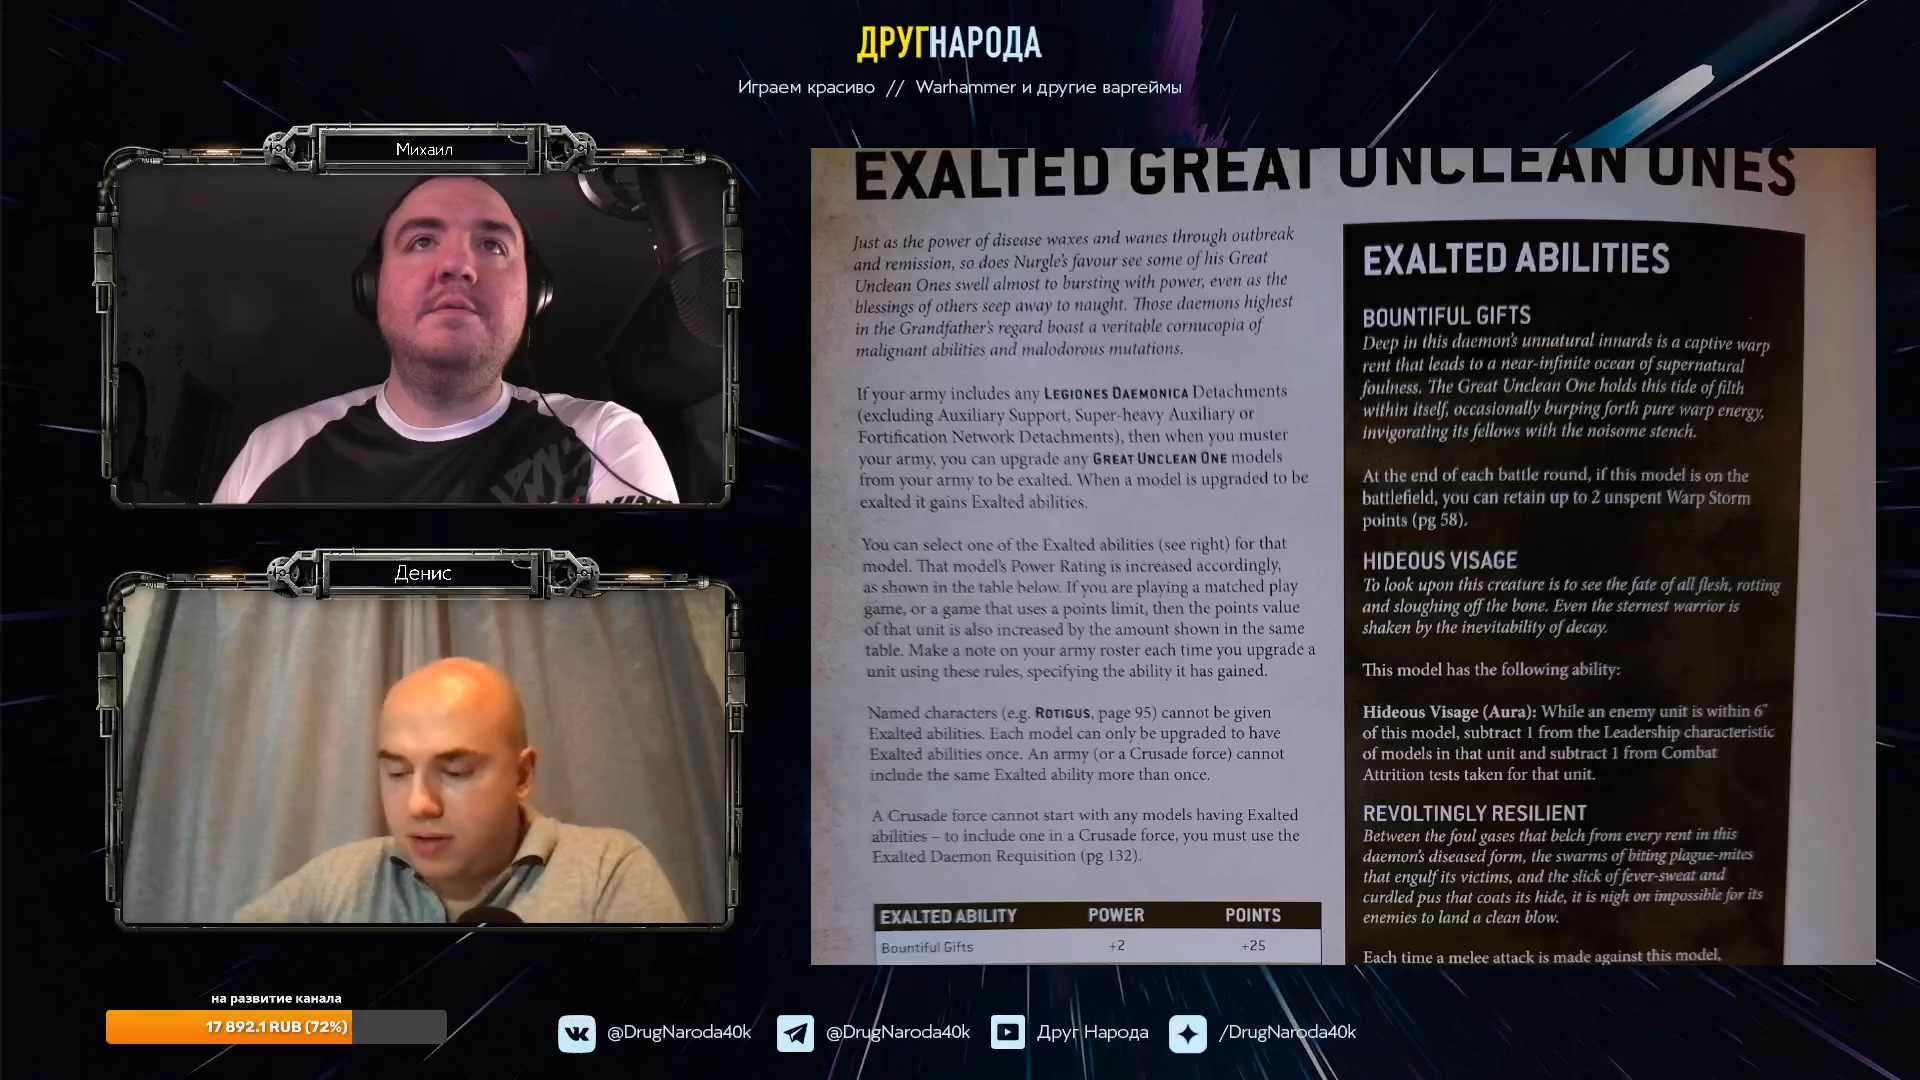 ДРУГНАРОДА
Играем красиво // Warhammer и другие варгеймы
Михаил
Денис
EXALTED GREAT UNCLEAN ONES
Just as the power of disease waxes and wanes through outbreak
and remission, so does Nurgle's favour see some of his Great
Unclean Ones swell almost to bursting with power, even as the
blessings of others seep away to naught. Those daemons highest
in the Grandfather's regard boast a veritable cornucopia of
malignant abilities and malodorous mutations.
If your army includes any LEGIONES DAEMONICA Detachments
(excluding Auxiliary Support, Super-heavy Auxiliary or
Fortification Network Detachments), then when you muster
your army, you can upgrade any GREAT UNCLEAN ONE models
from your army to be exalted. When a model is upgraded to be
exalted it gains Exalted abilities.
You can select one of the Exalted abilities (see right) for that
model. That model's Power Rating is increased accordingly,
as shown in the table below. If you are playing a matched play
game, or a game that uses a points limit, then the points value
of that unit is also increased by the amount shown in the same
table. Make a note on your army roster each time you upgrade a
unit using these rules, specifying the ability it has gained.
Named characters (e.g. ROTIGUS, page 95) cannot be given
Exalted abilities. Each model can only be upgraded to have
Exalted abilities once. An army (or a Crusade force) cannot
include the same Exalted ability more than once.
A Crusade force cannot start with any models having Exalted
abilities – to include one in a Crusade force, you must use the
Exalted Daemon Requisition (pg 132).
EXALTED ABILITY POWER POINTS
Bountiful Gifts +2 +25
EXALTED ABILITIES
BOUNTIFUL GIFTS
Deep in this daemon's unnatural innards is a captive warp
rent that leads to a near-infinite ocean of supernatural
foulness. The Great Unclean One holds this tide of filth
within itself, occasionally burping forth pure warp energy,
invigorating its fellows with the noisome stench.
At the end of each battle round, if this model is on the
battlefield, you can retain up to 2 unspent Warp Storm
points (pg 58).
HIDEOUS VISAGE
To look upon this creature is to see the fate of all flesh, rotting
and sloughing off the bone. Even the sternest warrior is
shaken by the inevitability of decay.
This model has the following ability:
Hideous Visage (Aura): While an enemy unit is within 6"
of this model, subtract 1 from the Leadership characteristic
of models in that unit and subtract 1 from Combat
Attrition tests taken for that unit.
REVOLTINGLY RESILIENT
Between the foul gases that belch from every rent in this
daemon's diseased form, the swarms of biting plague-mites
that engulf its victims, and the slick of fever-sweat and
curdled pus that coats its hide, it is nigh on impossible for its
enemies to land a clean blow.
Each time a melee attack is made against this model,
на развитие канала
17 892.1 RUB (72%)
@DrugNaroda40k @DrugNaroda40k Друг Народа /DrugNaroda40k